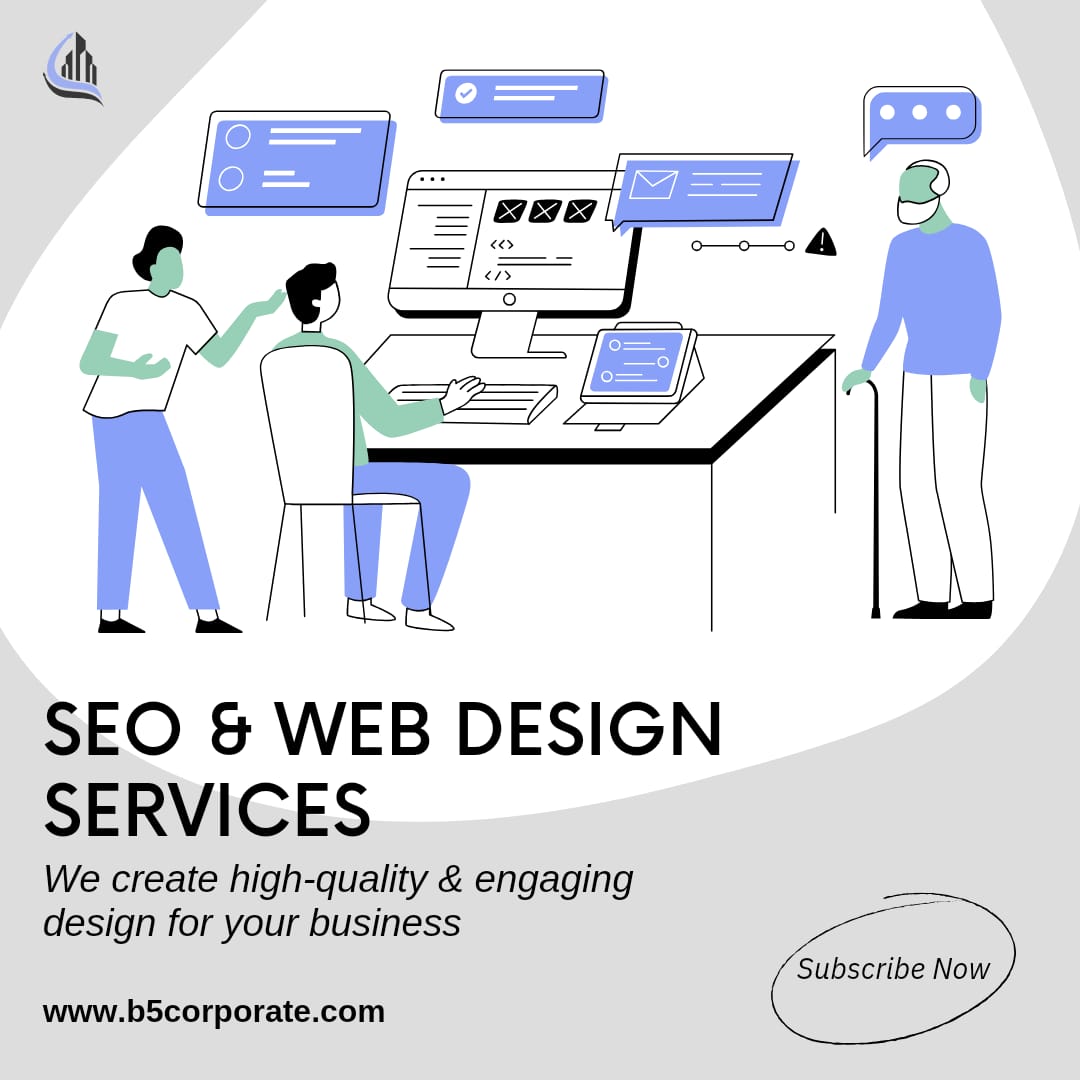 SEO & WEB DESIGN
SERVICES
We create high-quality & engaging
design for your business
Subscribe Now
www.b5corporate.com